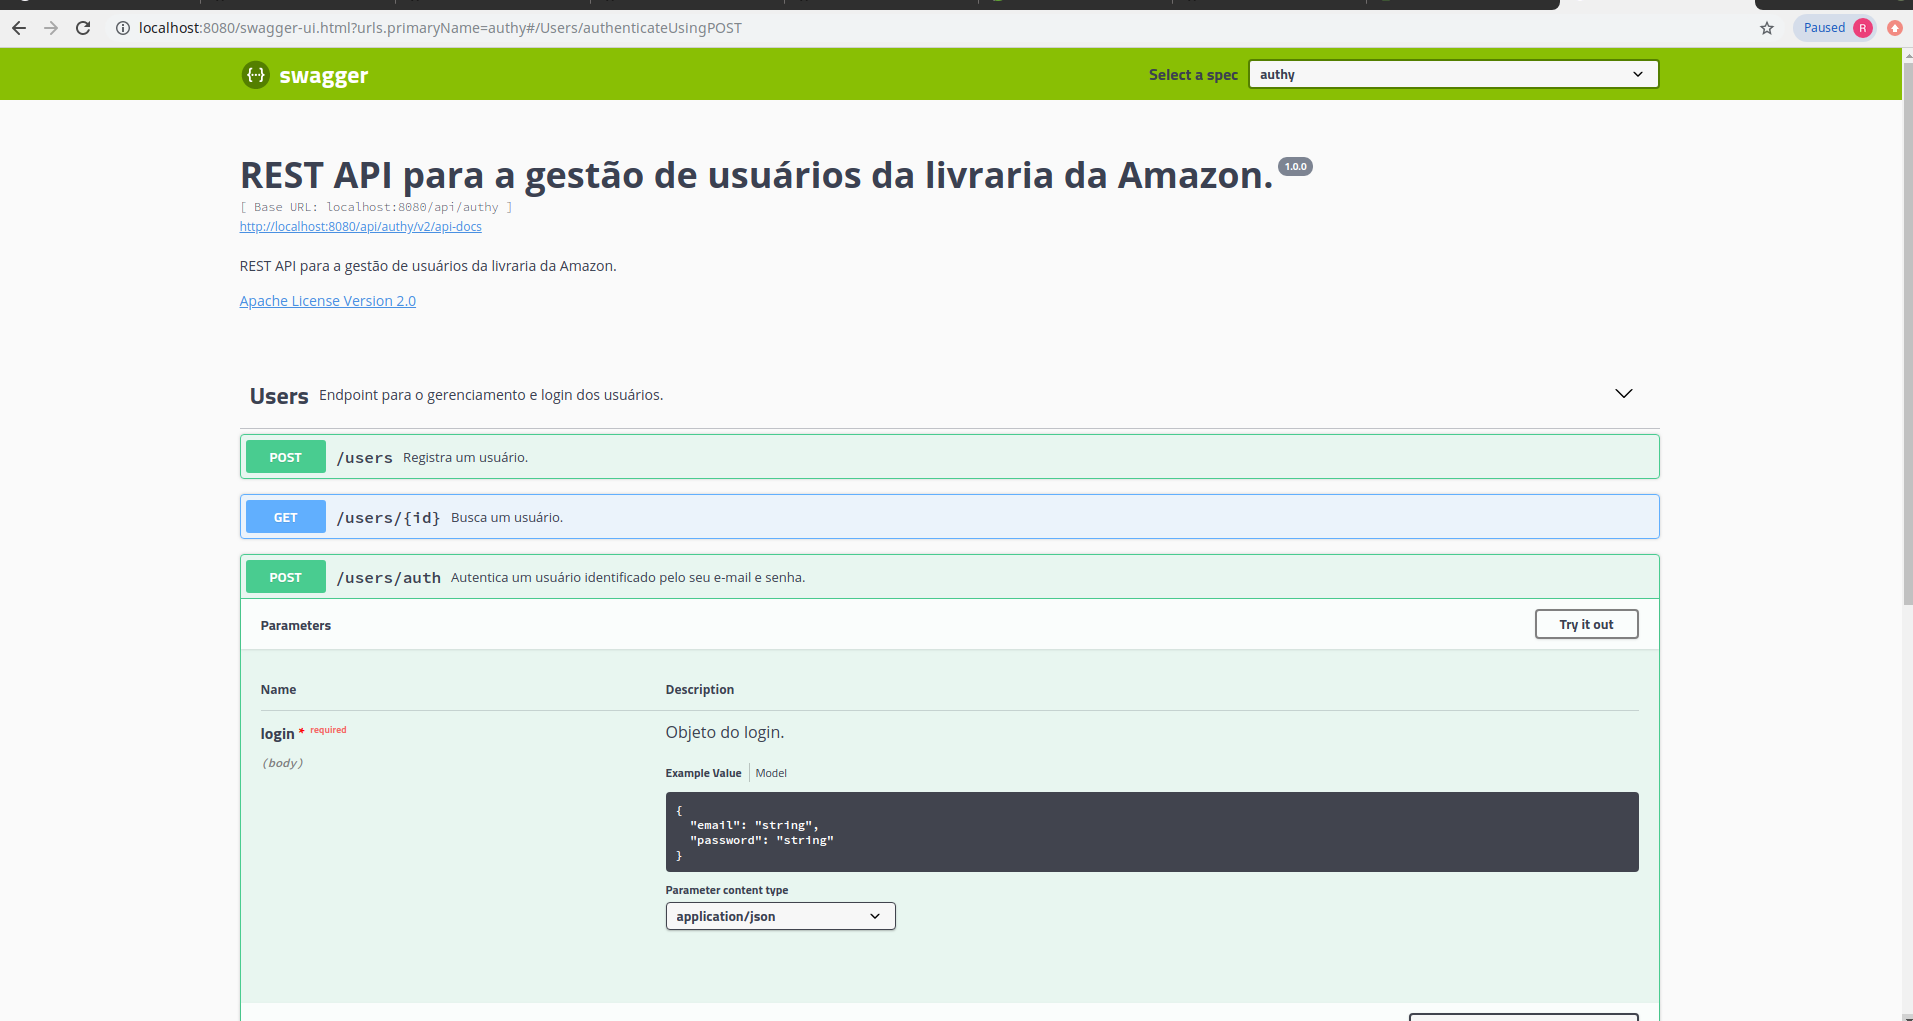 localhost:8080/swagger-ui.html?urls.primaryName=authy#/Users/authenticateUsingPOST
Paused R
{...} swagger
Select a spec authy
REST API para a gestão de usuários da livraria da Amazon. 1.0.0
[ Base URL: localhost:8080/api/authy ]
http://localhost:8080/api/authy/v2/api-docs
REST API para a gestão de usuários da livraria da Amazon.
Apache License Version 2.0
Users Endpoint para o gerenciamento e login dos usuários.
POST /users Registra um usuário.
GET /users/{id} Busca um usuário.
POST /users/auth Autentica um usuário identificado pelo seu e-mail e senha.
Parameters
Try it out
Name Description
login * required
(body)
Objeto do login.
Example Value Model
{
"email": "string",
"password": "string"
}
Parameter content type
application/json